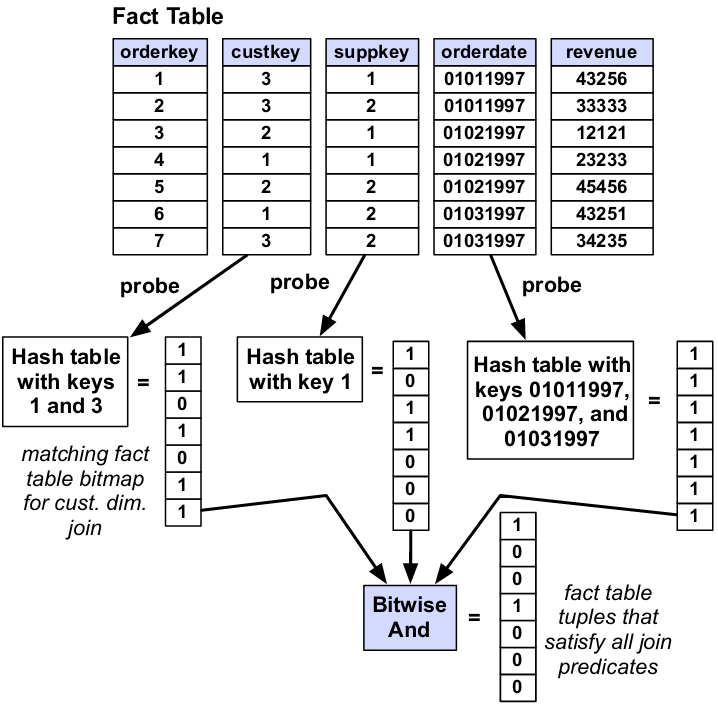 Fact Table
orderkey custkey suppkey orderdate revenue
1 3 1 01011997 43256
2 3 2 01011997 33333
3 2 1 01021997 12121
4 1 1 01021997 23233
5 2 2 01021997 45456
6 1 2 01031997 43251
7 3 2 01031997 34235
probe
probe
probe
Hash table
with keys
1 and 3
=
1
1
0
1
0
1
1
matching fact
table bitmap
for cust. dim.
join
Hash table
with key 1
=
1
0
1
1
0
0
0
Hash table with
keys 01011997,
01021997, and
01031997
=
1
1
1
1
1
1
1
Bitwise
And
=
1
0
0
1
0
0
0
fact table
tuples that
satisfy all join
predicates